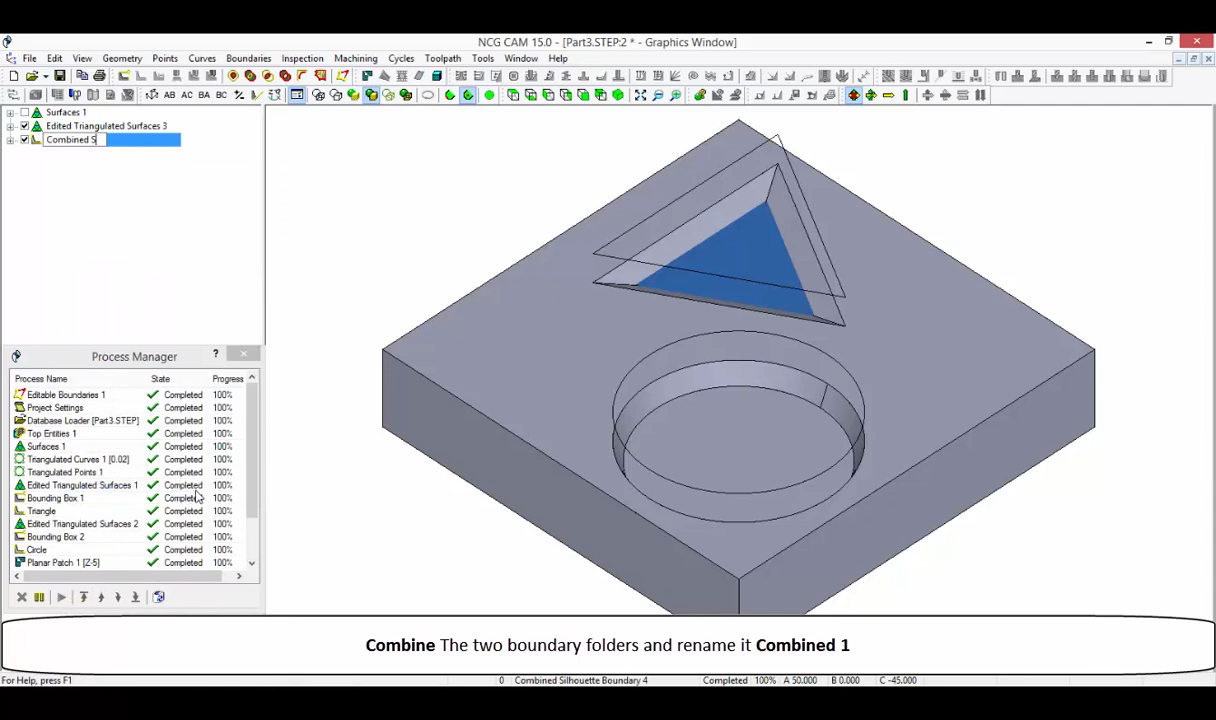 NCG CAM 15.0 - [Part3.STEP:2 * - Graphics Window]
File Edit View Geometry Points Curves Boundaries Inspection Machining Cycles Toolpath Tools Window Help
AB AC BA BC
Surfaces 1
Edited Triangulated Surfaces 3
Combined S
Process Manager ?
Process Name State Progress
Editable Boundaries 1 Completed 100%
Project Settings Completed 100%
Database Loader [Part3.STEP] Completed 100%
Top Entities 1 Completed 100%
Surfaces 1 Completed 100%
Triangulated Curves 1 [0.02] Completed 100%
Triangulated Points 1 Completed 100%
Edited Triangulated Surfaces 1 Completed 100%
Bounding Box 1 Completed 100%
Triangle Completed 100%
Edited Triangulated Surfaces 2 Completed 100%
Bounding Box 2 Completed 100%
Circle Completed 100%
Planar Patch 1 [Z-5] Completed 100%
Combine The two boundary folders and rename it Combined 1
For Help, press F1 0 Combined Silhouette Boundary 4 Completed 100% A 50.000 B 0.000 C -45.000